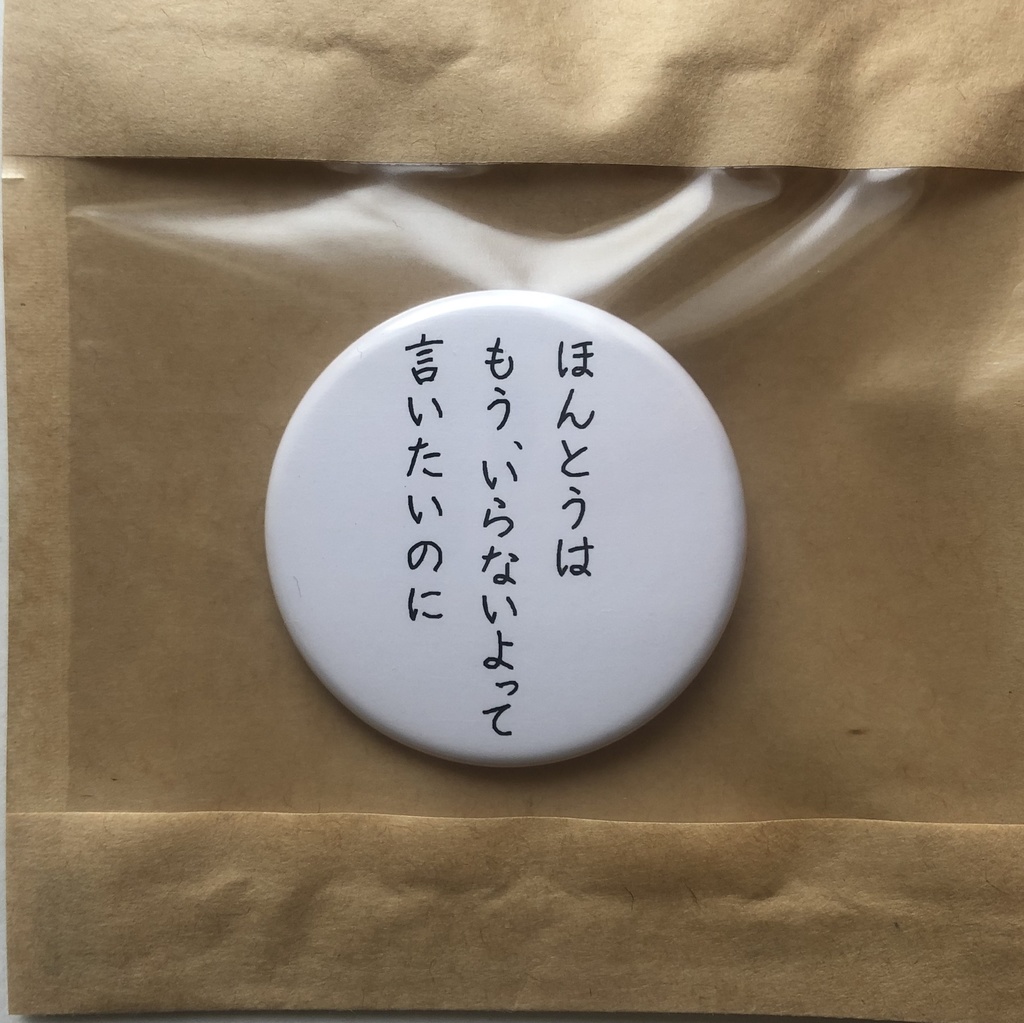 ほんとうは
もう、いらないよって
言いたいのに